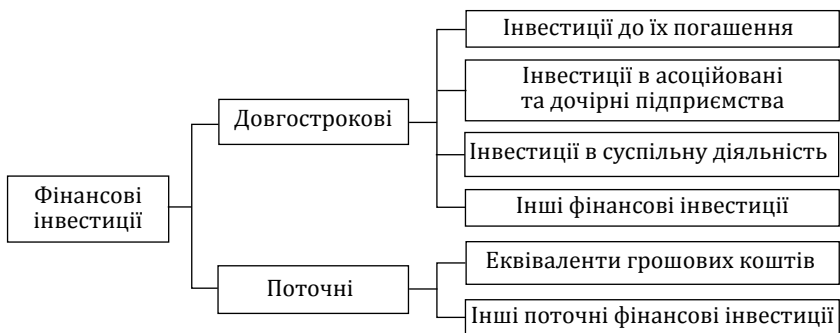 Фінансові
інвестиції
Довгострокові
Інвестиції до їх погашення
Інвестиції в асоційовані
та дочірні підприємства
Інвестиції в суспільну діяльність
Інші фінансові інвестиції
Поточні
Еквіваленти грошових коштів
Інші поточні фінансові інвестиції